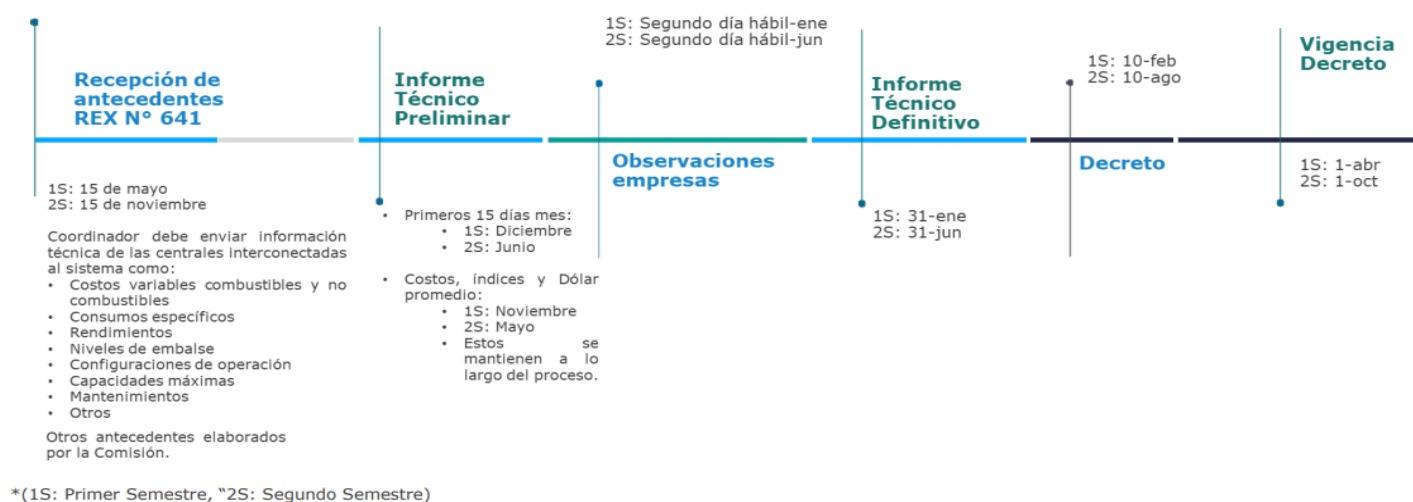 Recepción de
antecedentes
REX N° 641
1S: 15 de mayo
2S: 15 de noviembre
Coordinador debe enviar información
técnica de las centrales interconectadas
al sistema como:
• Costos variables combustibles y no
combustibles
• Consumos específicos
• Rendimientos
• Niveles de embalse
• Configuraciones de operación
• Capacidades máximas
• Mantenimientos
• Otros
Otros antecedentes elaborados
por la Comisión.
Informe
Técnico
Preliminar
• Primeros 15 días mes:
• 1S: Diciembre
• 2S: Junio
• Costos, índices y Dólar
promedio:
• 1S: Noviembre
• 2S: Mayo
• Estos se
mantienen a lo
largo del proceso.
1S: Segundo día hábil-ene
2S: Segundo día hábil-jun
Observaciones
empresas
Informe
Técnico
Definitivo
1S: 31-ene
2S: 31-jun
1S: 10-feb
2S: 10-ago
Decreto
Vigencia
Decreto
1S: 1-abr
2S: 1-oct
*(1S: Primer Semestre, “2S: Segundo Semestre)